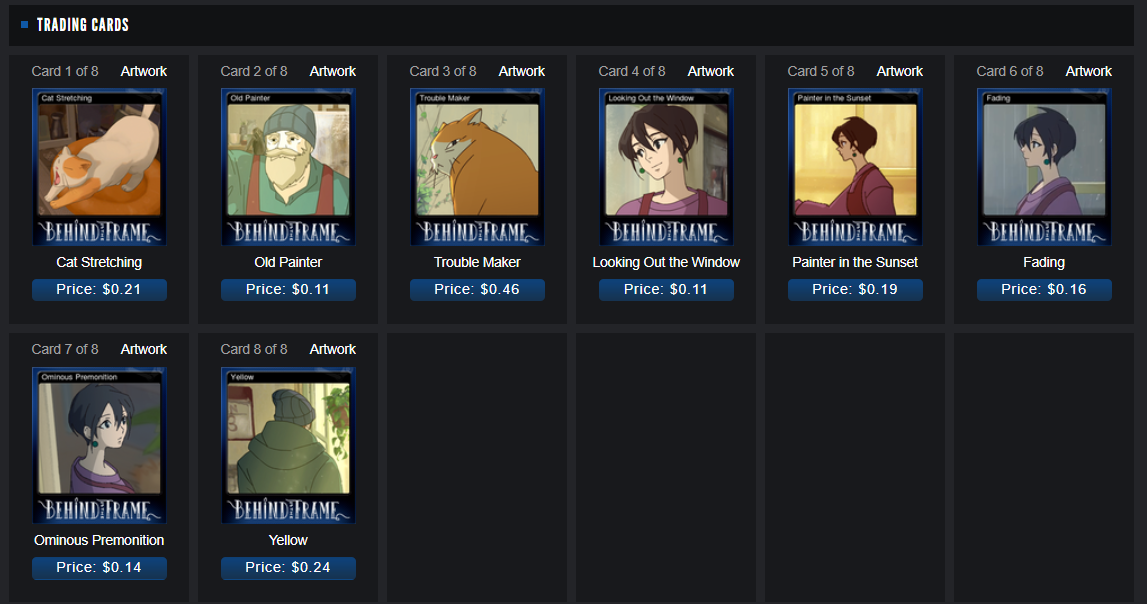 TRADING CARDS
Card 1 of 8 Artwork
Cat Stretching
BEHIND THE FRAME
Cat Stretching
Price: $0.21
Card 2 of 8 Artwork
Old Painter
BEHIND THE FRAME
Old Painter
Price: $0.11
Card 3 of 8 Artwork
Trouble Maker
BEHIND THE FRAME
Trouble Maker
Price: $0.46
Card 4 of 8 Artwork
Looking Out the Window
BEHIND THE FRAME
Looking Out the Window
Price: $0.11
Card 5 of 8 Artwork
Painter in the Sunset
BEHIND THE FRAME
Painter in the Sunset
Price: $0.19
Card 6 of 8 Artwork
Fading
BEHIND THE FRAME
Fading
Price: $0.16
Card 7 of 8 Artwork
Ominous Premonition
BEHIND THE FRAME
Ominous Premonition
Price: $0.14
Card 8 of 8 Artwork
Yellow
BEHIND THE FRAME
Yellow
Price: $0.24